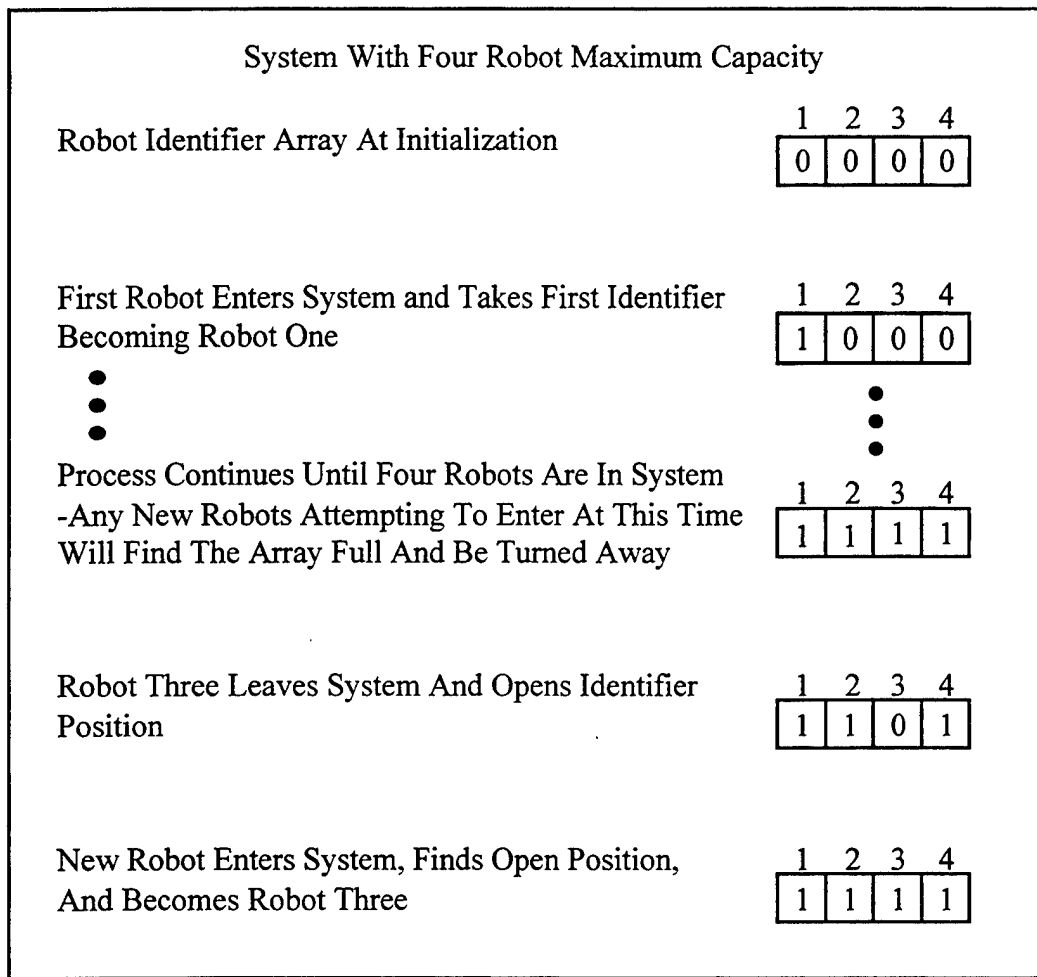 System With Four Robot Maximum Capacity
Robot Identifier Array At Initialization
1 2 3 4
0 0 0 0
First Robot Enters System and Takes First Identifier
Becoming Robot One
1 2 3 4
1 0 0 0
Process Continues Until Four Robots Are In System
-Any New Robots Attempting To Enter At This Time
Will Find The Array Full And Be Turned Away
1 2 3 4
1 1 1 1
Robot Three Leaves System And Opens Identifier
Position
1 2 3 4
1 1 0 1
New Robot Enters System, Finds Open Position,
And Becomes Robot Three
1 2 3 4
1 1 1 1